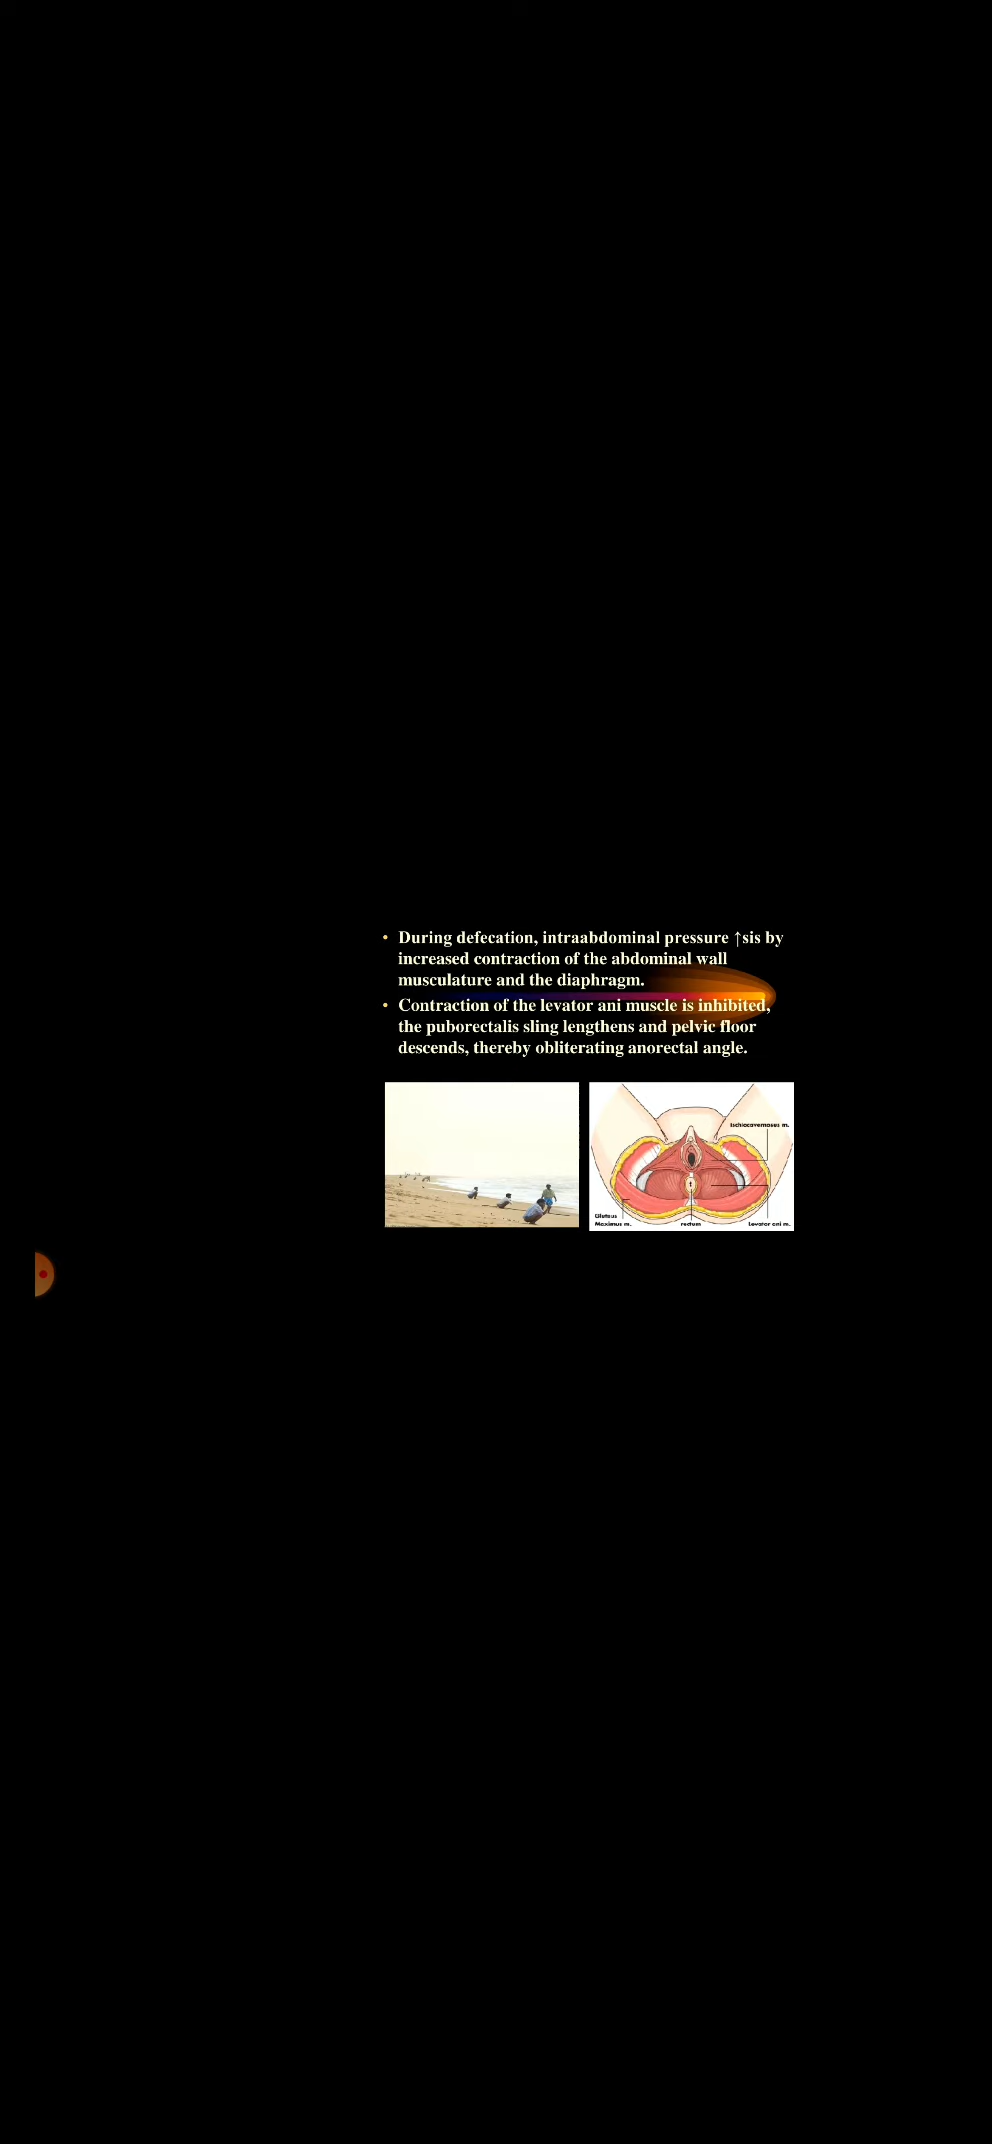 • During defecation, intraabdominal pressure ↑sis by
increased contraction of the abdominal wall
musculature and the diaphragm.
• Contraction of the levator ani muscle is inhibited,
the puborectalis sling lengthens and pelvic floor
descends, thereby obliterating anorectal angle.
Ischiocavernosus m.
Gluteus
Maximus m.
rectum
Levator ani m.